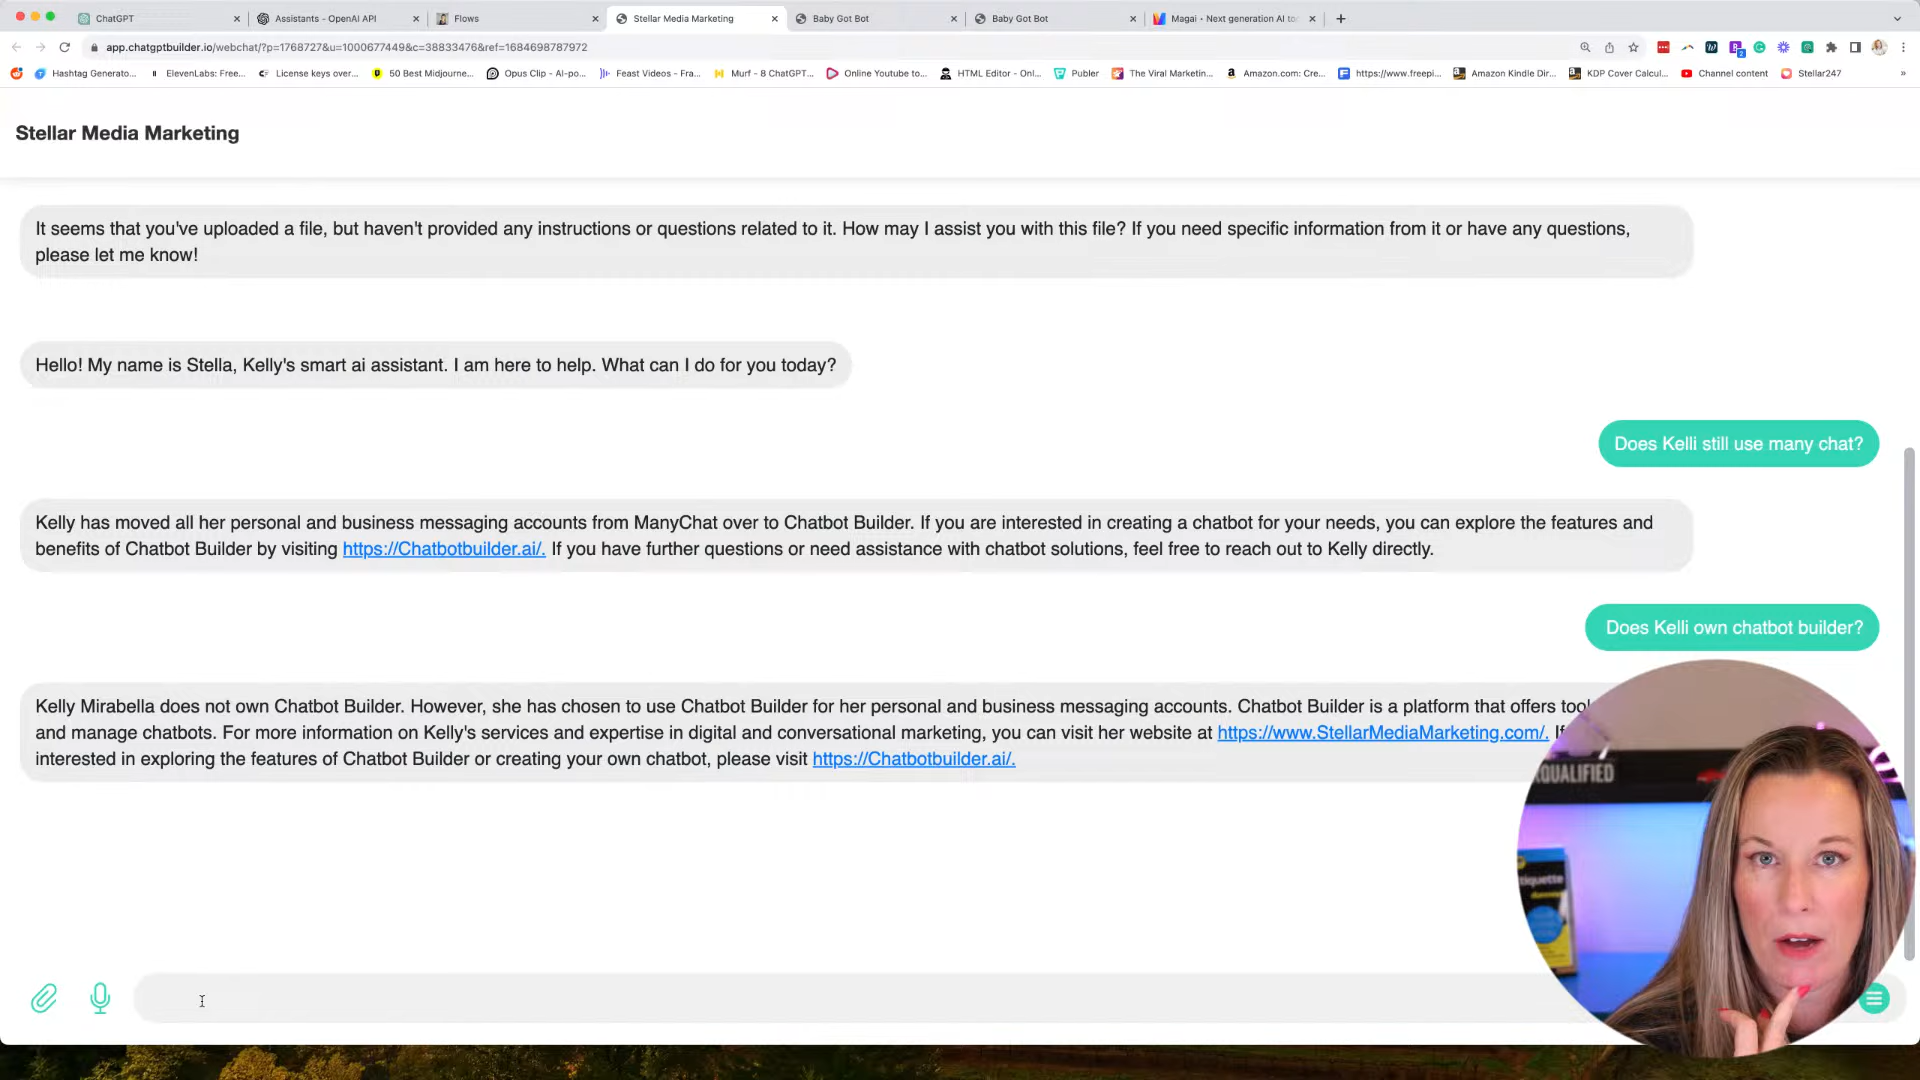 ChatGPT
Assistants - OpenAI API
Flows
Stellar Media Marketing
Baby Got Bot
Baby Got Bot
Magai - Next generation AI to
app.chatgptbuilder.io/webchat/?p=1768727&u=1000677449&c=38833476&ref=1684698787972
Hashtag Generato...
ElevenLabs: Free...
License keys over...
50 Best Midjourne...
Opus Clip - AI-po...
Feast Videos - Fra...
Murf - 8 ChatGPT...
Online Youtube to...
HTML Editor - Onl...
Publer
The Viral Marketin...
Amazon.com: Cre...
https://www.freepi...
Amazon Kindle Dir...
KDP Cover Calcul...
Channel content
Stellar247
Stellar Media Marketing
It seems that you've uploaded a file, but haven't provided any instructions or questions related to it. How may I assist you with this file? If you need specific information from it or have any questions,
please let me know!
Hello! My name is Stella, Kelly's smart ai assistant. I am here to help. What can I do for you today?
Does Kelli still use many chat?
Kelly has moved all her personal and business messaging accounts from ManyChat over to Chatbot Builder. If you are interested in creating a chatbot for your needs, you can explore the features and
benefits of Chatbot Builder by visiting https://Chatbotbuilder.ai/. If you have further questions or need assistance with chatbot solutions, feel free to reach out to Kelly directly.
Does Kelli own chatbot builder?
Kelly Mirabella does not own Chatbot Builder. However, she has chosen to use Chatbot Builder for her personal and business messaging accounts. Chatbot Builder is a platform that offers tool
and manage chatbots. For more information on Kelly's services and expertise in digital and conversational marketing, you can visit her website at https://www.StellarMediaMarketing.com/. If
interested in exploring the features of Chatbot Builder or creating your own chatbot, please visit https://Chatbotbuilder.ai/.
QUALIFIED
tiquette